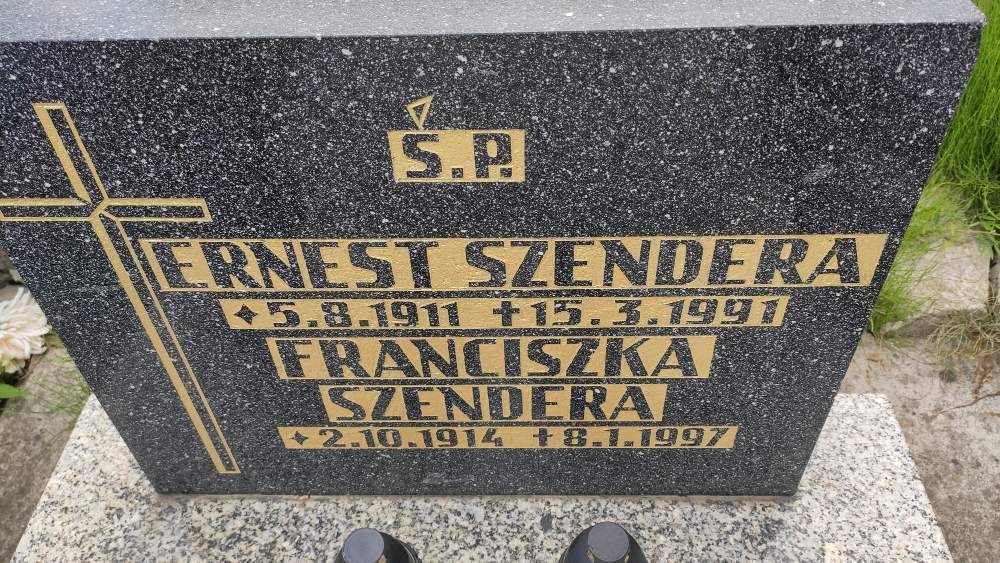 Ś.P.
ERNEST SZENDERA
✦5.8.1911 ✝15.3.1991
FRANCISZKA
SZENDERA
✦2.10.1914 ✝8.1.1997